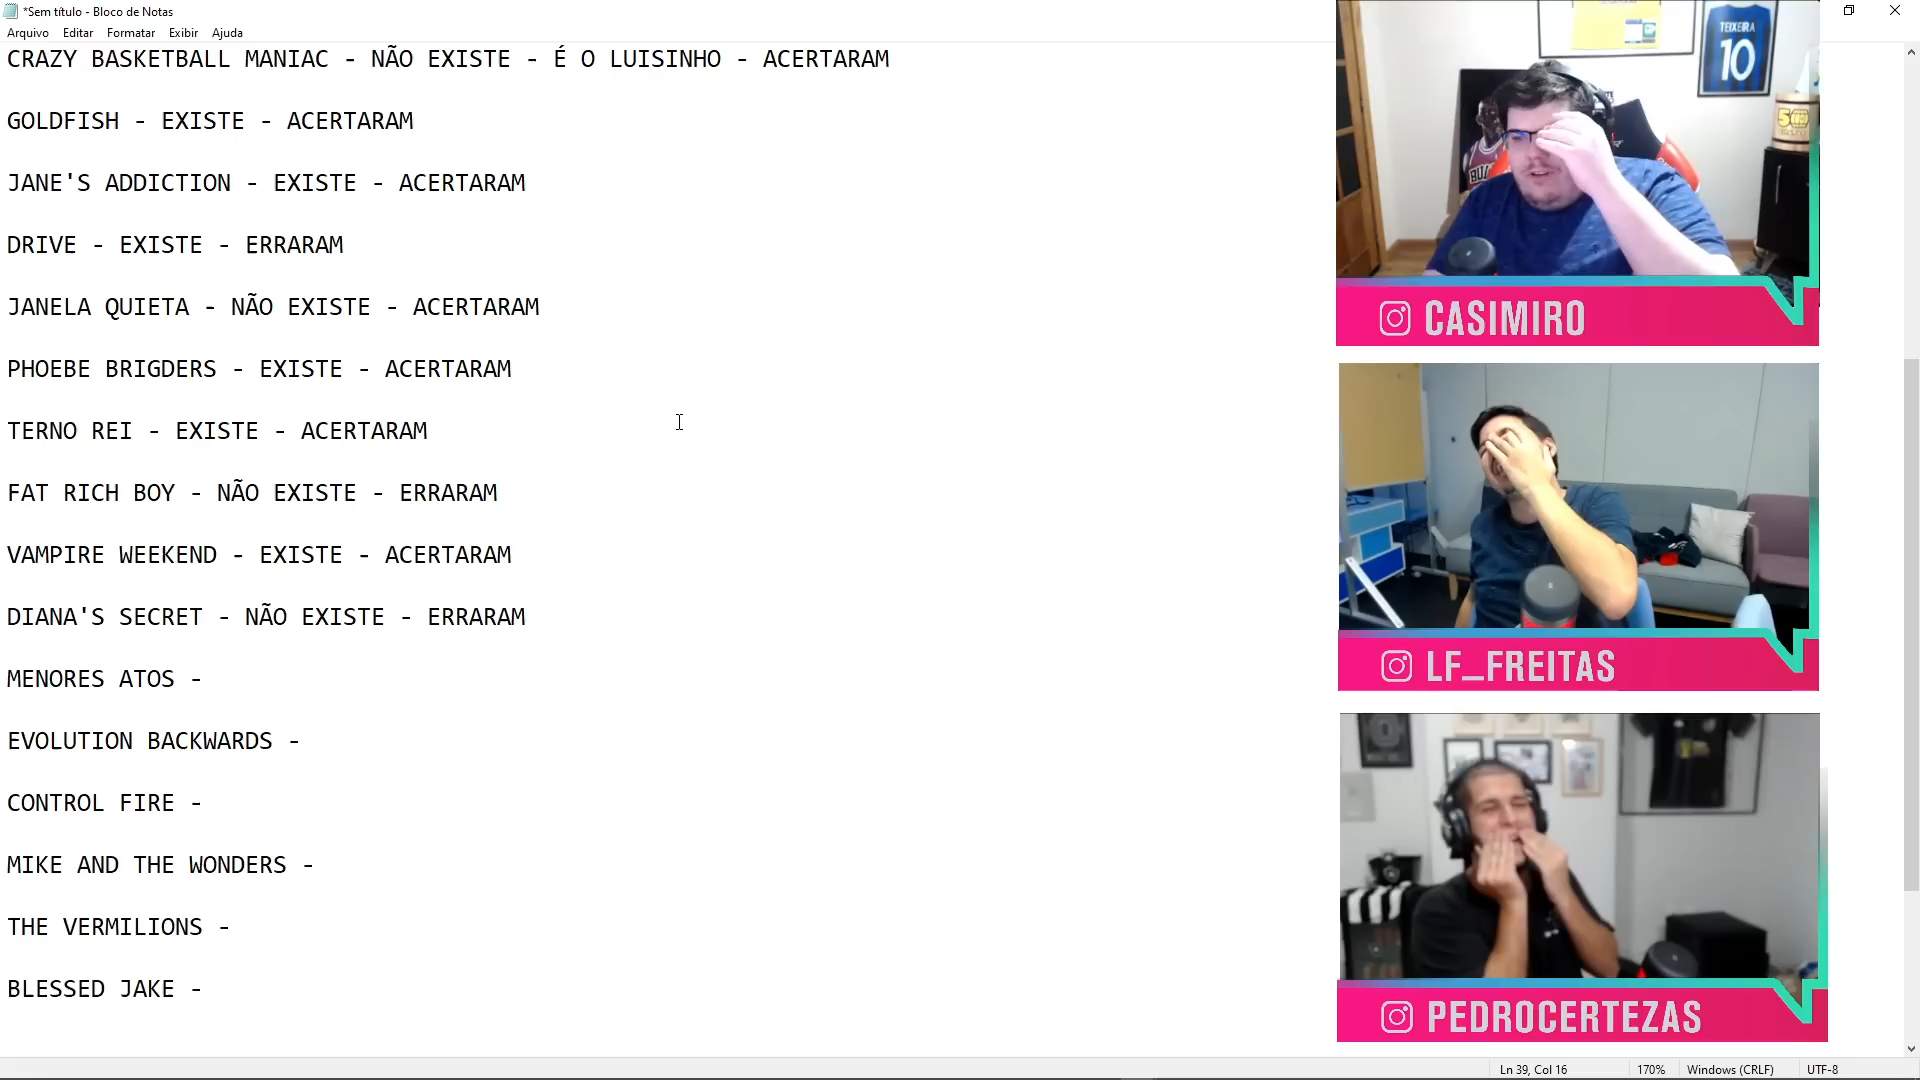 *Sem título - Bloco de Notas
Arquivo Editar Formatar Exibir Ajuda
CRAZY BASKETBALL MANIAC - NÃO EXISTE - É O LUISINHO - ACERTARAM
GOLDFISH - EXISTE - ACERTARAM
JANE'S ADDICTION - EXISTE - ACERTARAM
DRIVE - EXISTE - ERRARAM
JANELA QUIETA - NÃO EXISTE - ACERTARAM
PHOEBE BRIGDERS - EXISTE - ACERTARAM
TERNO REI - EXISTE - ACERTARAM
FAT RICH BOY - NÃO EXISTE - ERRARAM
VAMPIRE WEEKEND - EXISTE - ACERTARAM
DIANA'S SECRET - NÃO EXISTE - ERRARAM
MENORES ATOS -
EVOLUTION BACKWARDS -
CONTROL FIRE -
MIKE AND THE WONDERS -
THE VERMILIONS -
BLESSED JAKE -
TEIXEIRA
10
50
BUL
CASIMIRO
LF_FREITAS
PEDROCERTEZAS
Ln 39, Col 16 170% Windows (CRLF) UTF-8